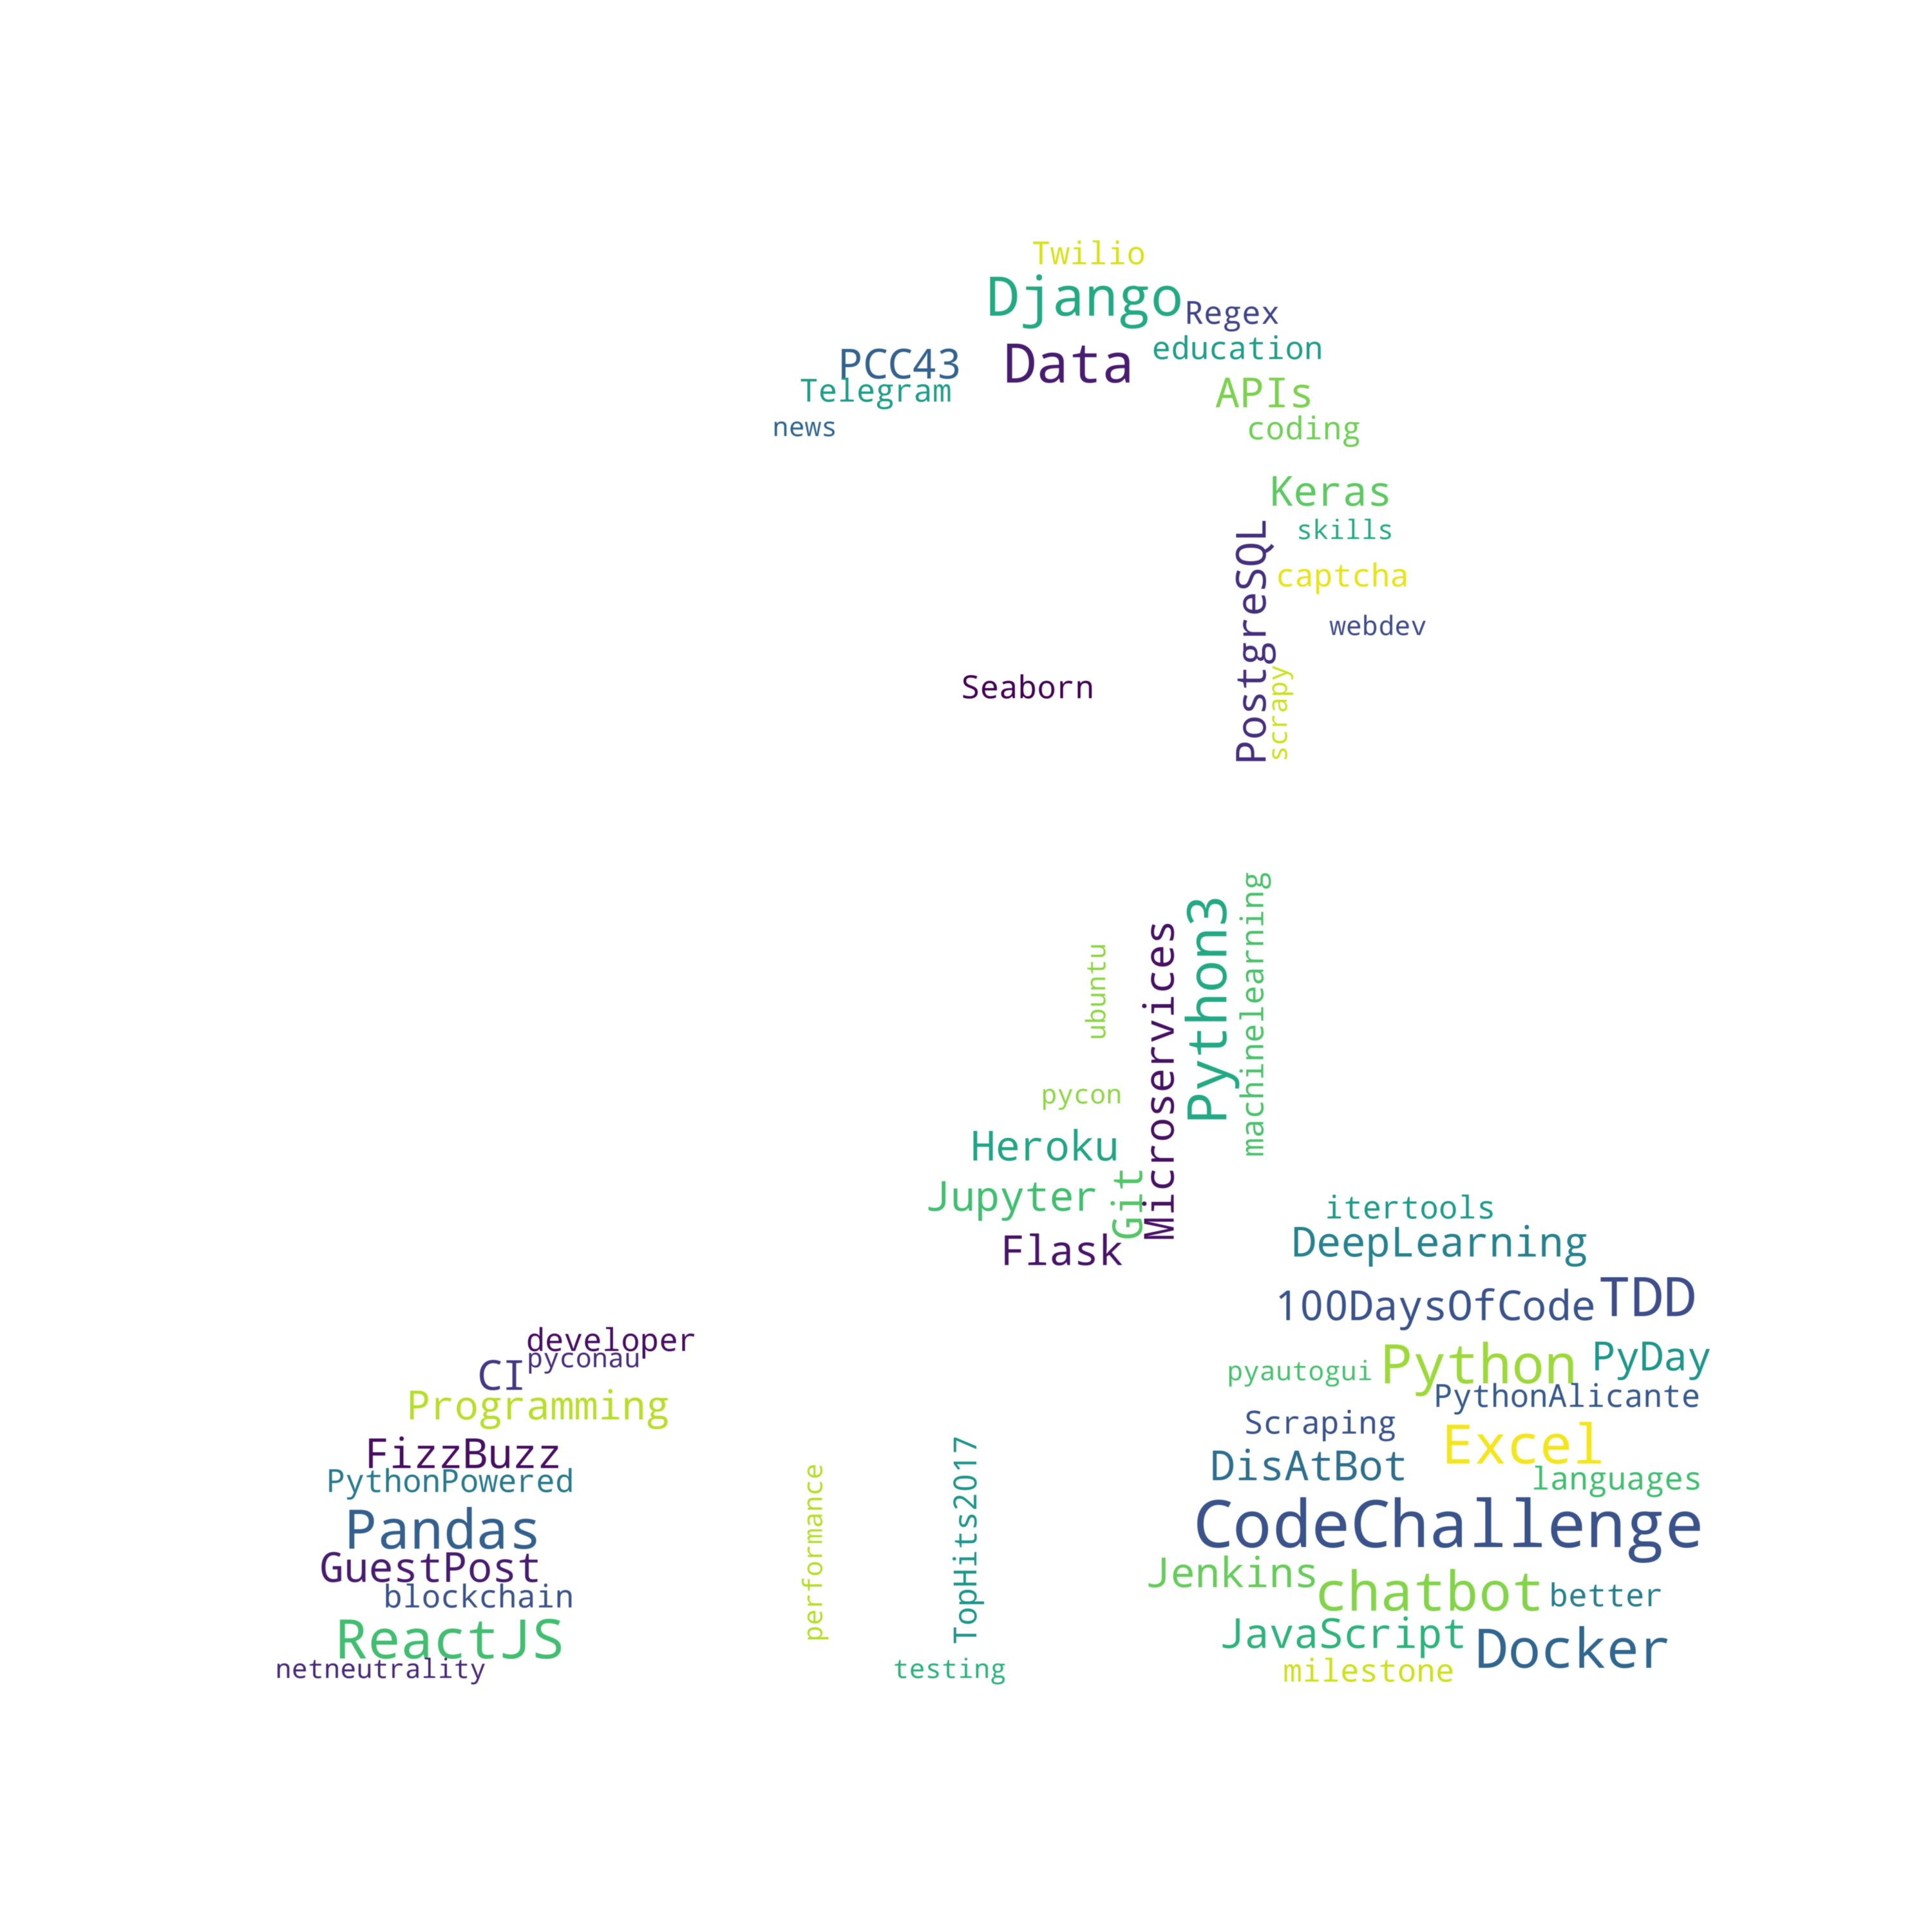 Twilio
Django
Regex
Data
education
PCC43
Telegram
APIs
news
coding
Keras
skills
PostgreSQL
captcha
webdev
scrapy
Seaborn
machinelearning
Python3
Microservices
ubuntu
pycon
Heroku
Git
Jupyter
Flask
itertools
DeepLearning
100DaysOfCode
TDD
developer
pyconau
CI
Programming
FizzBuzz
PythonPowered
Pandas
GuestPost
blockchain
ReactJS
netneutrality
performance
TopHits2017
testing
pyautogui
Python
PyDay
PythonAlicante
Scraping
Excel
DisAtBot
languages
CodeChallenge
Jenkins
chatbot
better
JavaScript
Docker
milestone